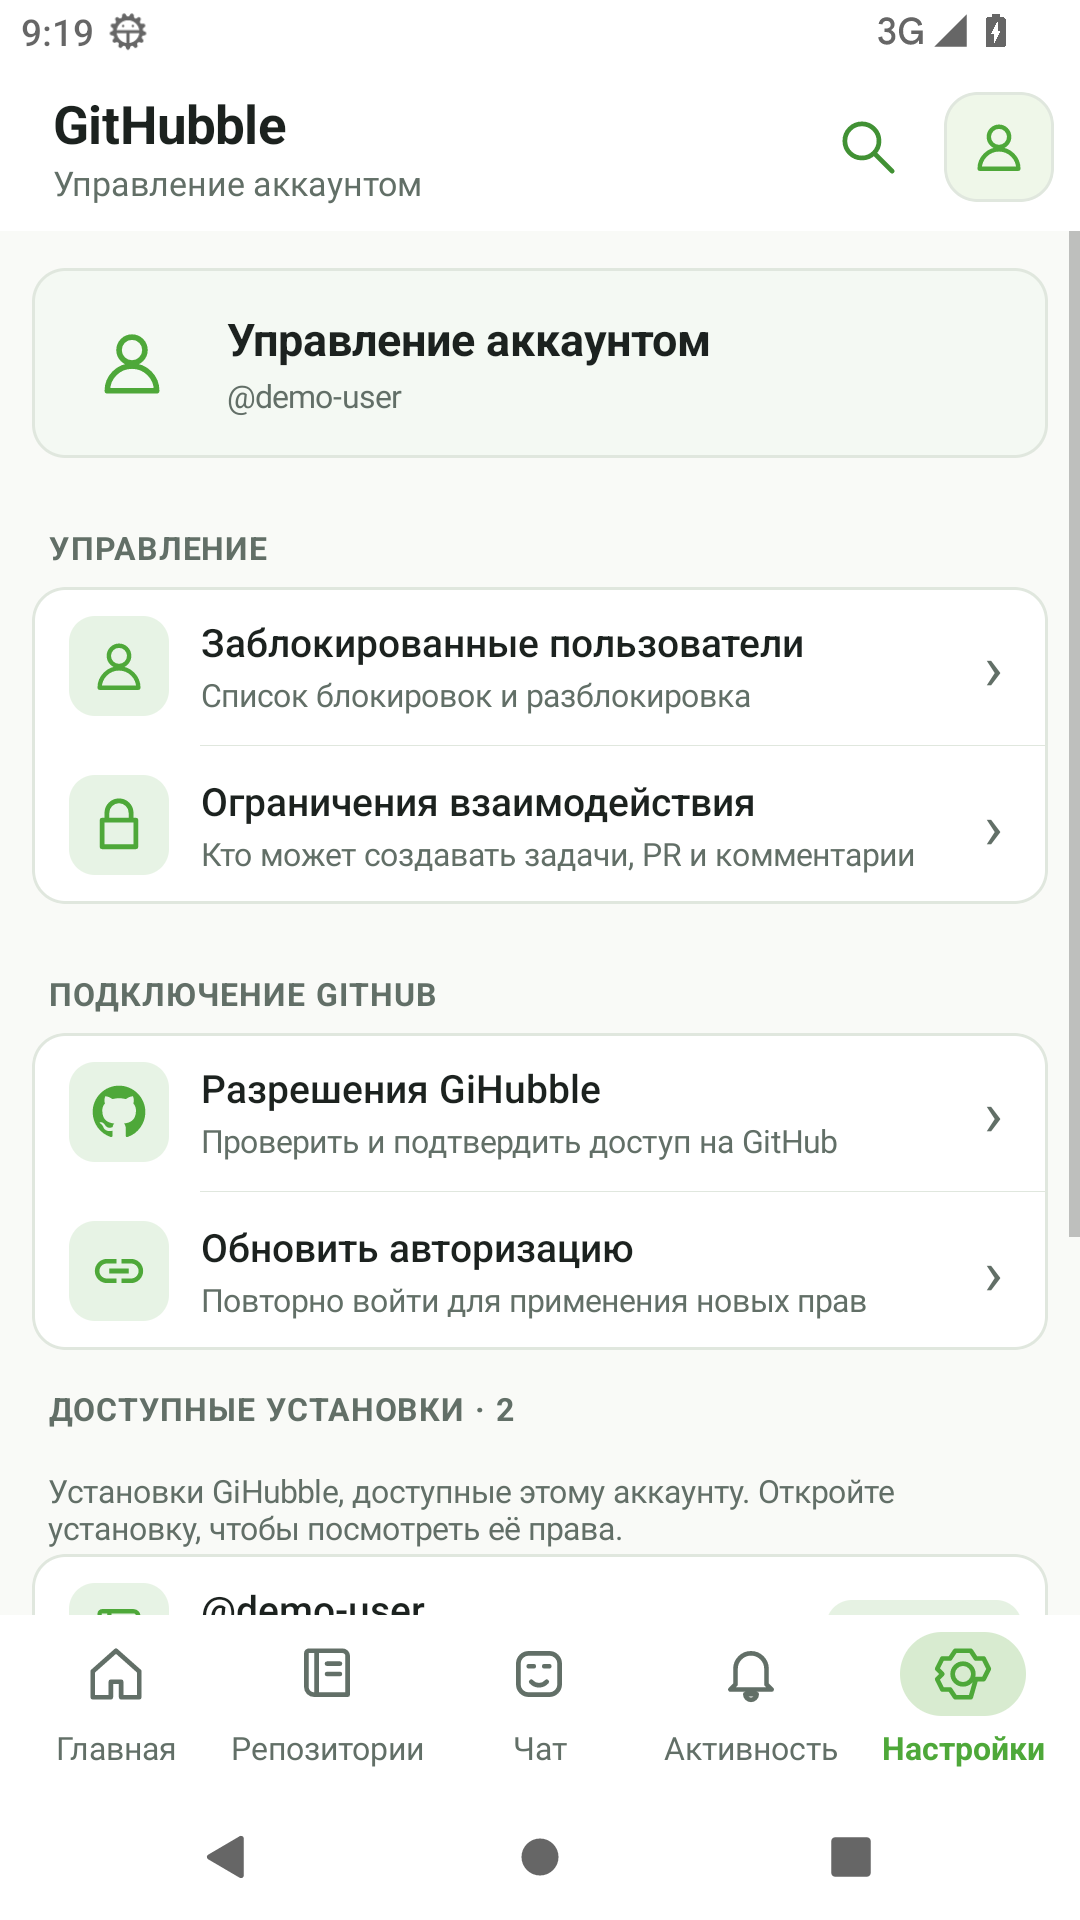 9:19
3G
GitHubble
Управление аккаунтом
Управление аккаунтом
@demo-user
УПРАВЛЕНИЕ
Заблокированные пользователи
Список блокировок и разблокировка
Ограничения взаимодействия
Кто может создавать задачи, PR и комментарии
ПОДКЛЮЧЕНИЕ GITHUB
Разрешения GiHubble
Проверить и подтвердить доступ на GitHub
Обновить авторизацию
Повторно войти для применения новых прав
ДОСТУПНЫЕ УСТАНОВКИ · 2
Установки GiHubble, доступные этому аккаунту. Откройте
установку, чтобы посмотреть её права.
@demo-user
Главная
Репозитории
Чат
Активность
Настройки